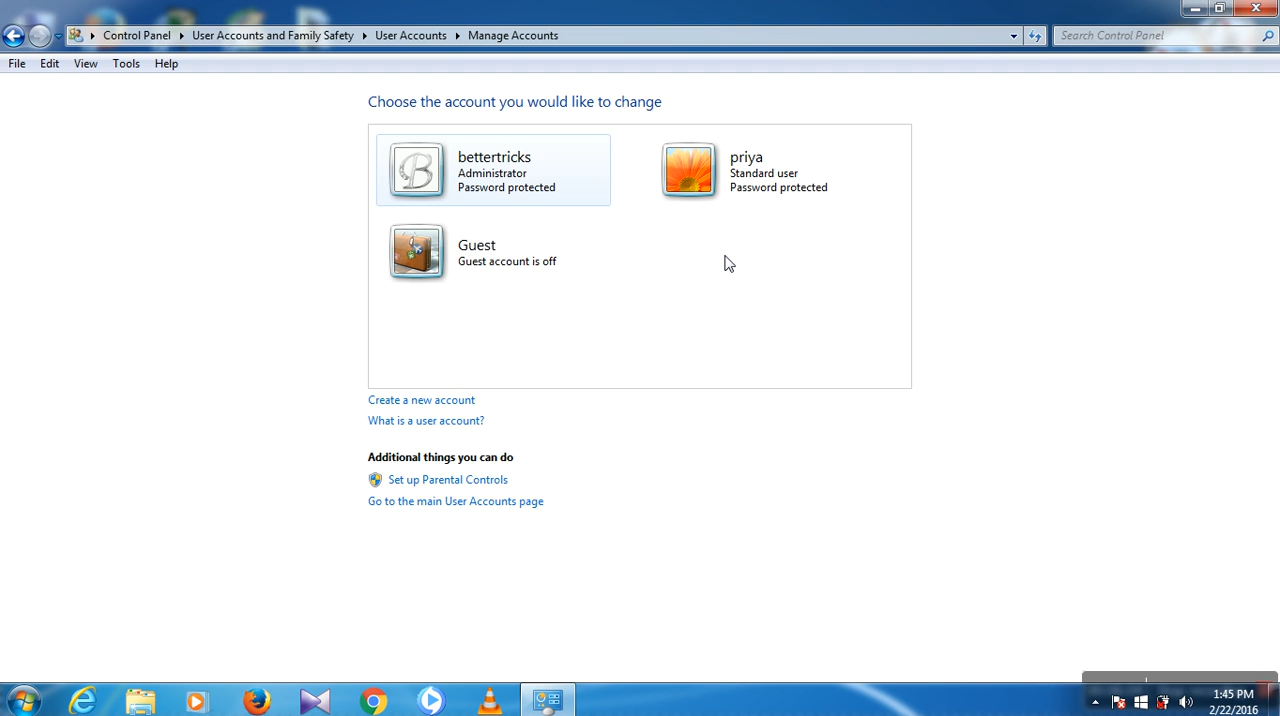 Control Panel User Accounts and Family Safety User Accounts Manage Accounts Search Control Panel
File Edit View Tools Help
Choose the account you would like to change
bettertricks
Administrator
Password protected
priya
Standard user
Password protected
Guest
Guest account is off
Create a new account
What is a user account?
Additional things you can do
Set up Parental Controls
Go to the main User Accounts page
1:45 PM
2/22/2016